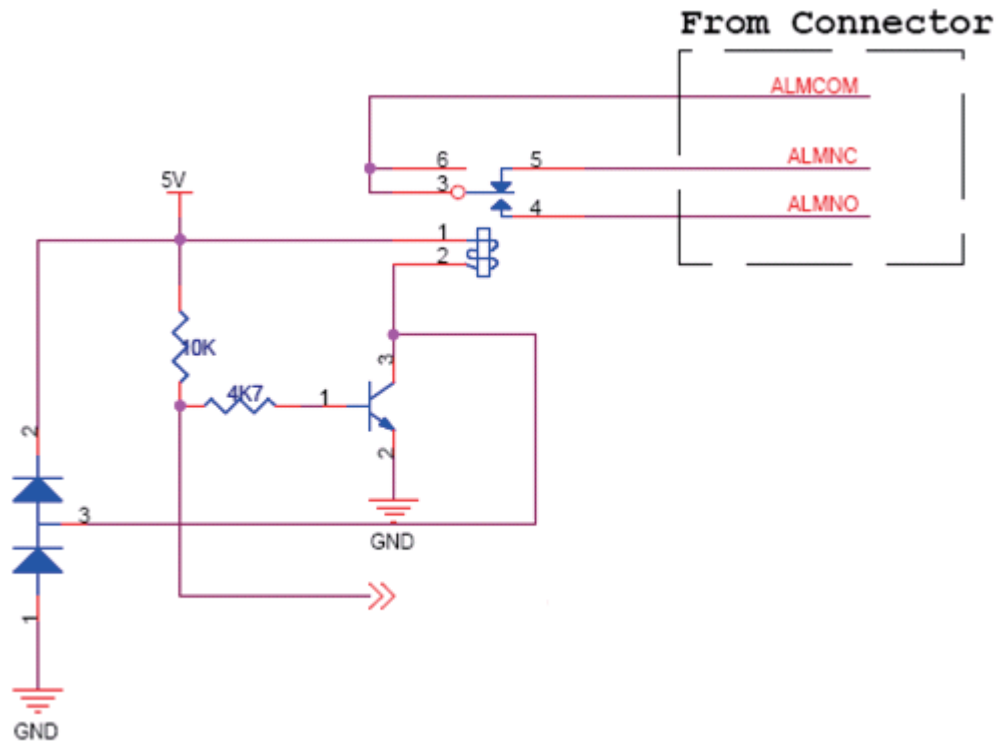 From Connector
ALMCOM
6
5
ALMNC
5V
3
4
ALMNO
1
2
10K
3
4K7
1
2
2
3
GND
1
GND